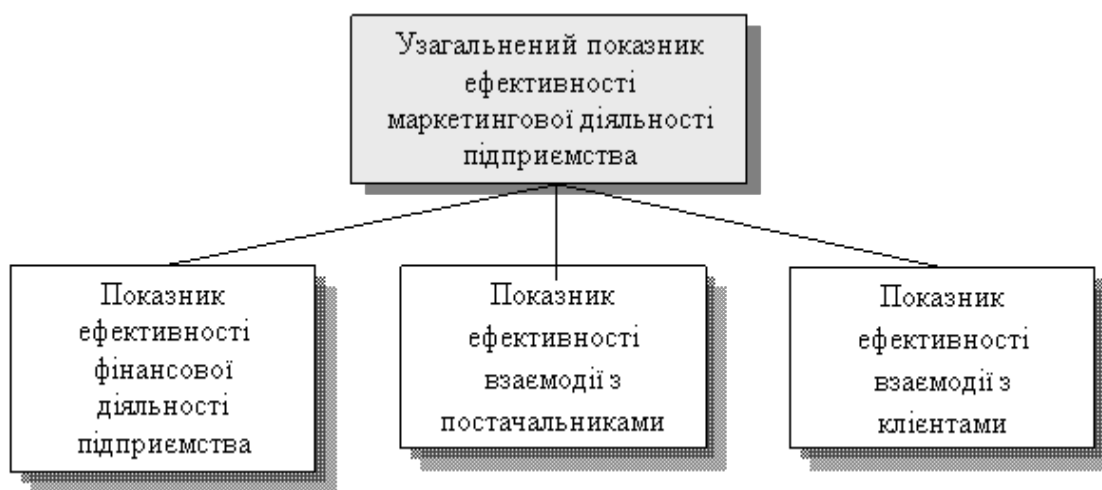 Узагальнений показник
ефективності
маркетингової діяльності
підприємства
Показник
ефективності
фінансової
діяльності
підприємства
Показник
ефективності
взаємодії з
постачальниками
Показник
ефективності
взаємодії з
клієнтами